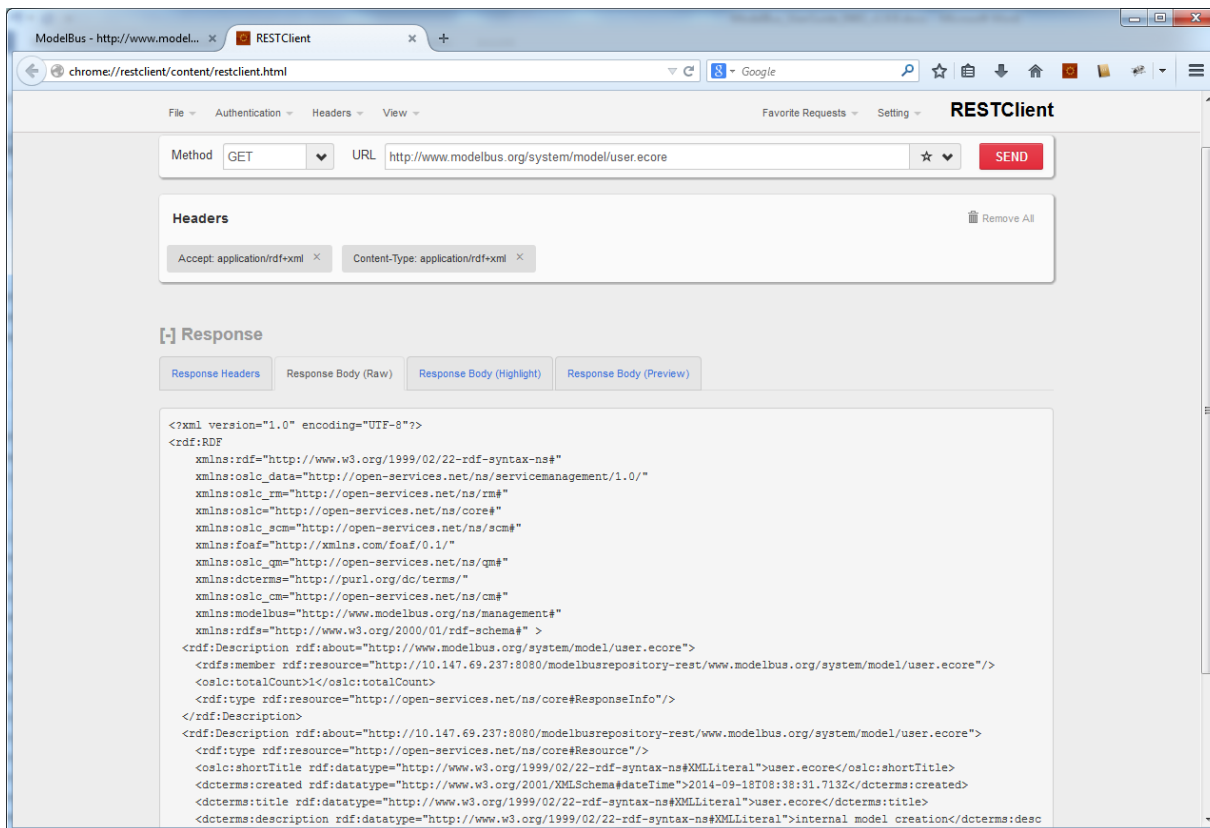 ModelBus - http://www.model... × RESTClient × +
chrome://restclient/content/restclient.html Google
File Authentication Headers View Favorite Requests Setting RESTClient
Method GET URL http://www.modelbus.org/system/model/user.ecore SEND
Headers Remove All
Accept: application/rdf+xml × Content-Type: application/rdf+xml ×
[-] Response
Response Headers Response Body (Raw) Response Body (Highlight) Response Body (Preview)
<?xml version="1.0" encoding="UTF-8"?>
<rdf:RDF
xmlns:rdf="http://www.w3.org/1999/02/22-rdf-syntax-ns#"
xmlns:oslc_data="http://open-services.net/ns/servicemanagement/1.0/"
xmlns:oslc_rm="http://open-services.net/ns/rm#"
xmlns:oslc="http://open-services.net/ns/core#"
xmlns:oslc_scm="http://open-services.net/ns/scm#"
xmlns:foaf="http://xmlns.com/foaf/0.1/"
xmlns:oslc_qm="http://open-services.net/ns/qm#"
xmlns:dcterms="http://purl.org/dc/terms/"
xmlns:oslc_cm="http://open-services.net/ns/cm#"
xmlns:modelbus="http://www.modelbus.org/ns/management#"
xmlns:rdfs="http://www.w3.org/2000/01/rdf-schema#" >
<rdf:Description rdf:about="http://www.modelbus.org/system/model/user.ecore">
<rdfs:member rdf:resource="http://10.147.69.237:8080/modelbusrepository-rest/www.modelbus.org/system/model/user.ecore"/>
<oslc:totalCount>1</oslc:totalCount>
<rdf:type rdf:resource="http://open-services.net/ns/core#ResponseInfo"/>
</rdf:Description>
<rdf:Description rdf:about="http://10.147.69.237:8080/modelbusrepository-rest/www.modelbus.org/system/model/user.ecore">
<rdf:type rdf:resource="http://open-services.net/ns/core#Resource"/>
<oslc:shortTitle rdf:datatype="http://www.w3.org/1999/02/22-rdf-syntax-ns#XMLLiteral">user.ecore</oslc:shortTitle>
<dcterms:created rdf:datatype="http://www.w3.org/2001/XMLSchema#dateTime">2014-09-18T08:38:31.713Z</dcterms:created>
<dcterms:title rdf:datatype="http://www.w3.org/1999/02/22-rdf-syntax-ns#XMLLiteral">user.ecore</dcterms:title>
<dcterms:description rdf:datatype="http://www.w3.org/1999/02/22-rdf-syntax-ns#XMLLiteral">internal model creation</dcterms:desc